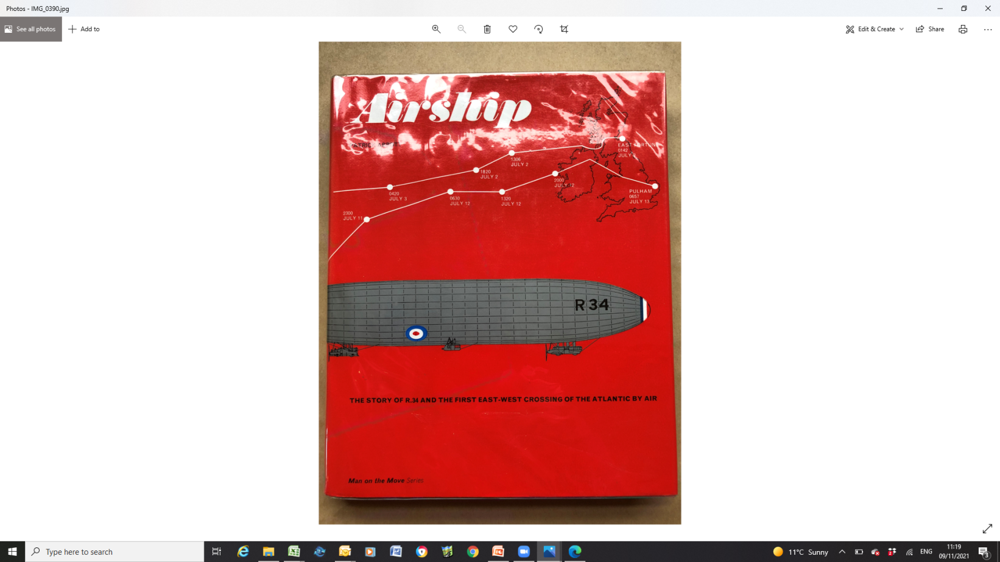 Photos - IMG_0390.jpg
See all photos
Add to
Edit & Create
Share
Airship
EAST FORTUNE
0142
JULY
1306
JULY 2
1820
JULY 2
2000
JULY 12
0420
JULY 3
0630
JULY 12
1320
JULY 12
PULHAM
0657
JULY 13
2300
JULY 11
R 34
THE STORY OF R.34 AND THE FIRST EAST-WEST CROSSING OF THE ATLANTIC BY AIR
Man on the Move Series
Type here to search
11°C Sunny
ENG
11:19
09/11/2021
3